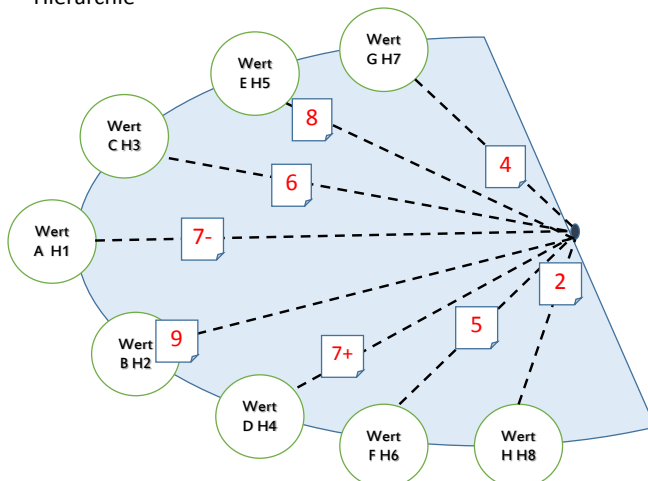 Hierarchie
Wert
G H7
Wert
E H5
8
4
Wert
C H3
6
Wert
A H1
7-
2
Wert
B H2
9
5
7+
Wert
D H4
Wert
F H6
Wert
H H8